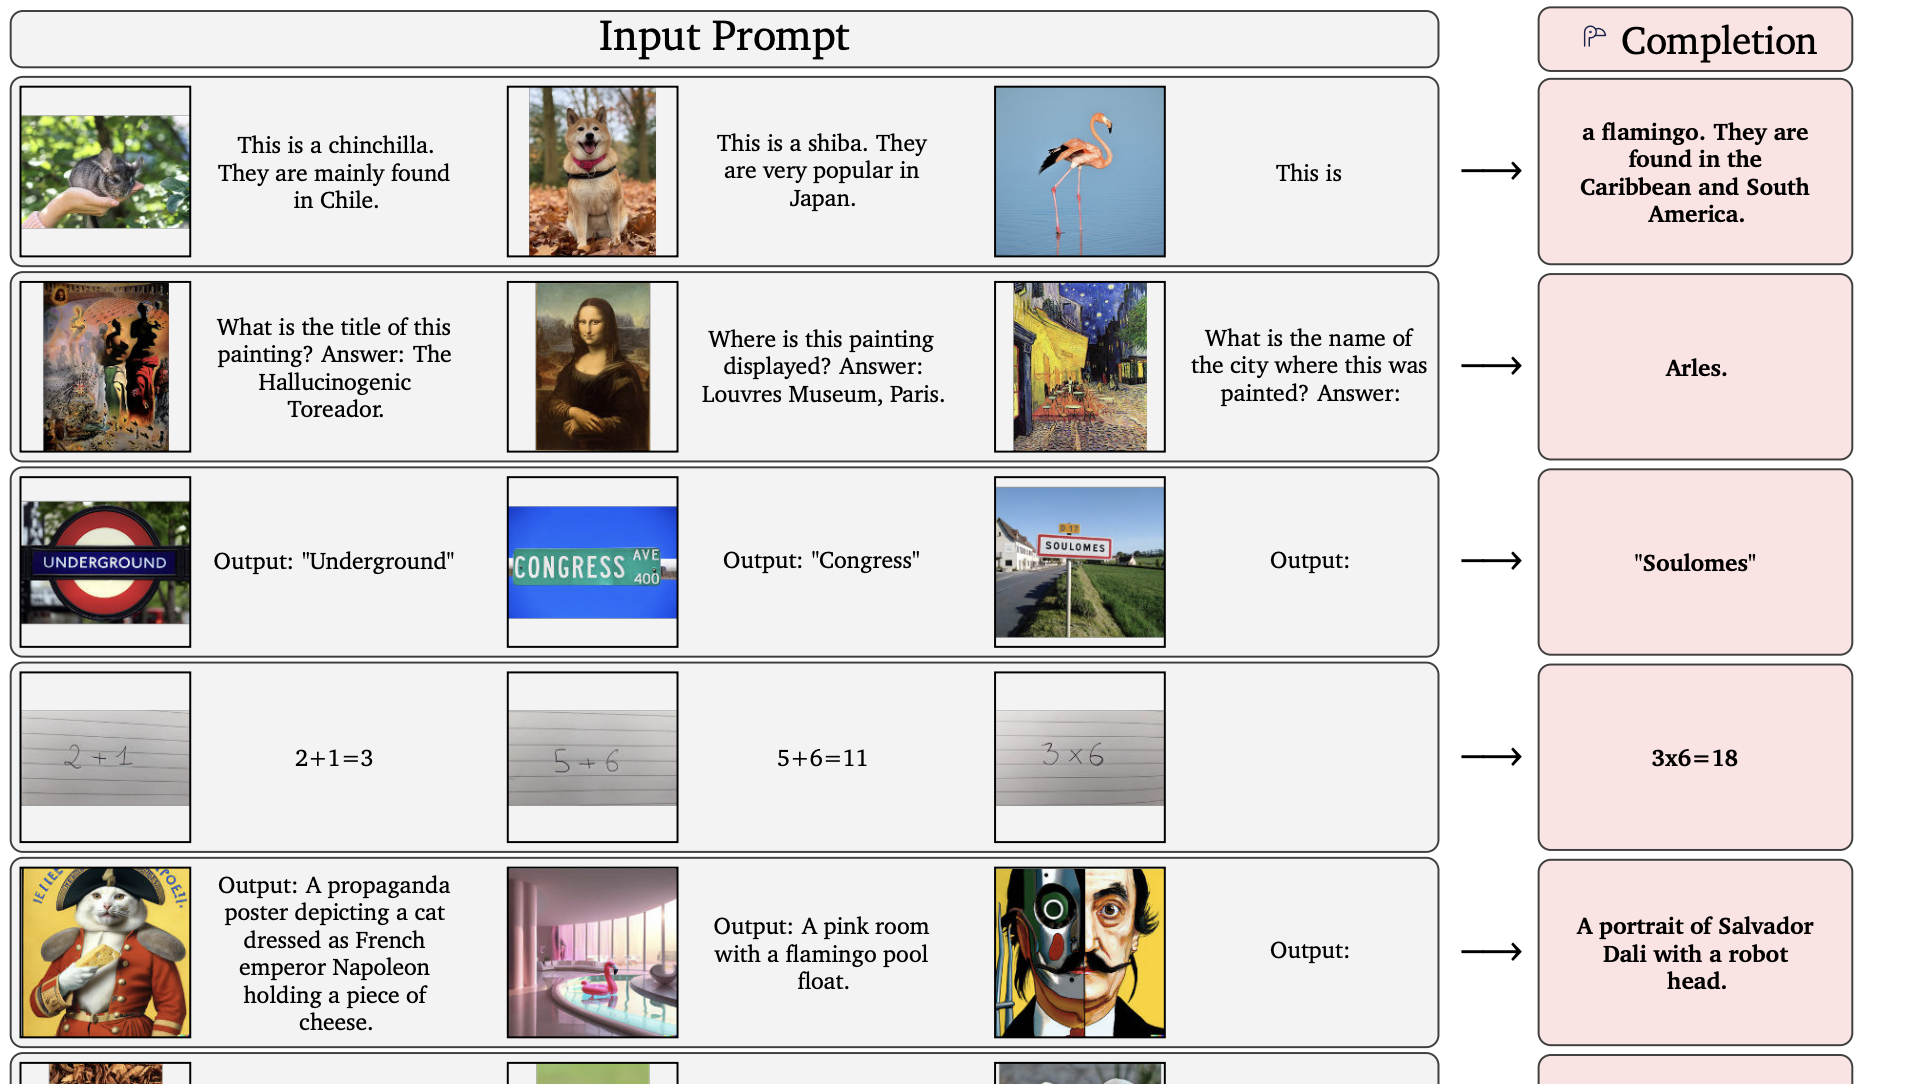 Input Prompt
Completion
This is a chinchilla.
They are mainly found
in Chile.
This is a shiba. They
are very popular in
Japan.
This is
a flamingo. They are
found in the
Caribbean and South
America.
What is the title of this
painting? Answer: The
Hallucinogenic
Toreador.
Where is this painting
displayed? Answer:
Louvres Museum, Paris.
What is the name of
the city where this was
painted? Answer:
Arles.
UNDERGROUND
Output: "Underground"
CONGRESS AVE
400
Output: "Congress"
D 17
SOULOMES
Output:
"Soulomes"
2+1
2+1=3
5+6
5+6=11
3×6
3x6=18
Output: A propaganda
poster depicting a cat
dressed as French
emperor Napoleon
holding a piece of
cheese.
Output: A pink room
with a flamingo pool
float.
Output:
A portrait of Salvador
Dali with a robot
head.